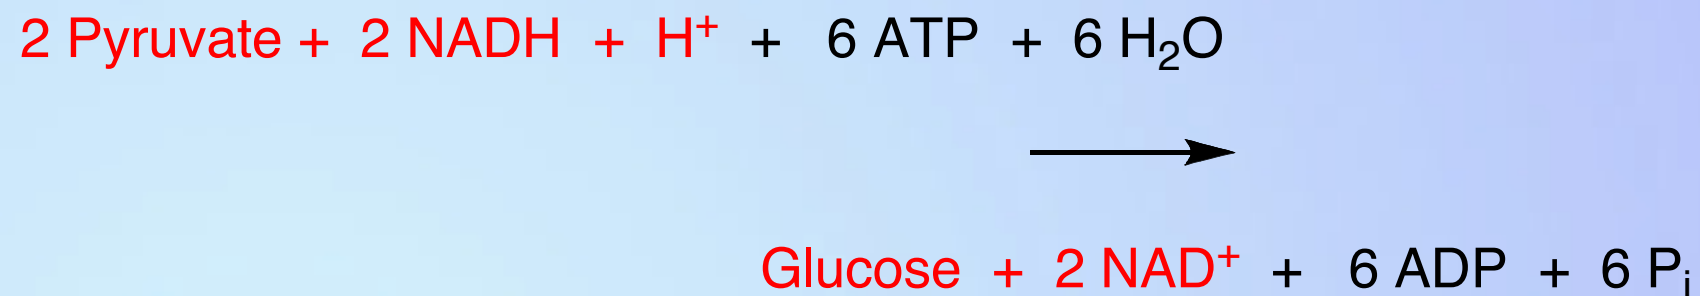 2 Pyruvate + 2 NADH + H⁺ + 6 ATP + 6 H₂O
Glucose + 2 NAD⁺ + 6 ADP + 6 Pᵢ